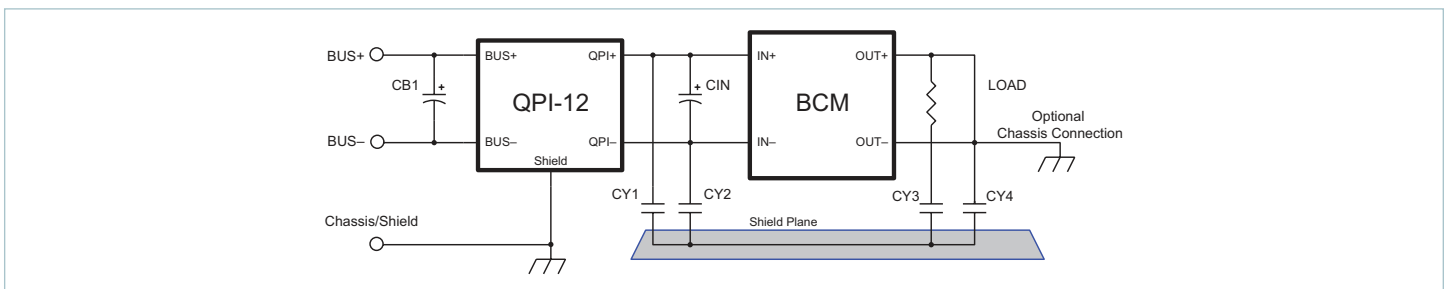 BUS+
CB1
+
BUS–
BUS+
QPI+
QPI-12
BUS–
QPI–
Shield
+
CIN
IN+
OUT+
BCM
IN–
OUT–
LOAD
Optional
Chassis Connection
CY1
CY2
CY3
CY4
Chassis/Shield
Shield Plane